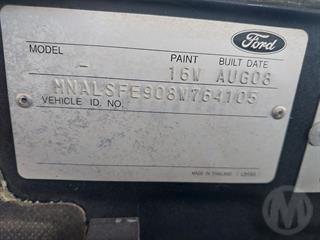 Ford
MODEL PAINT BUILT DATE
- 16W AUG08
MNALSFE908W764105
VEHICLE ID. NO.
MADE IN THAILAND
M